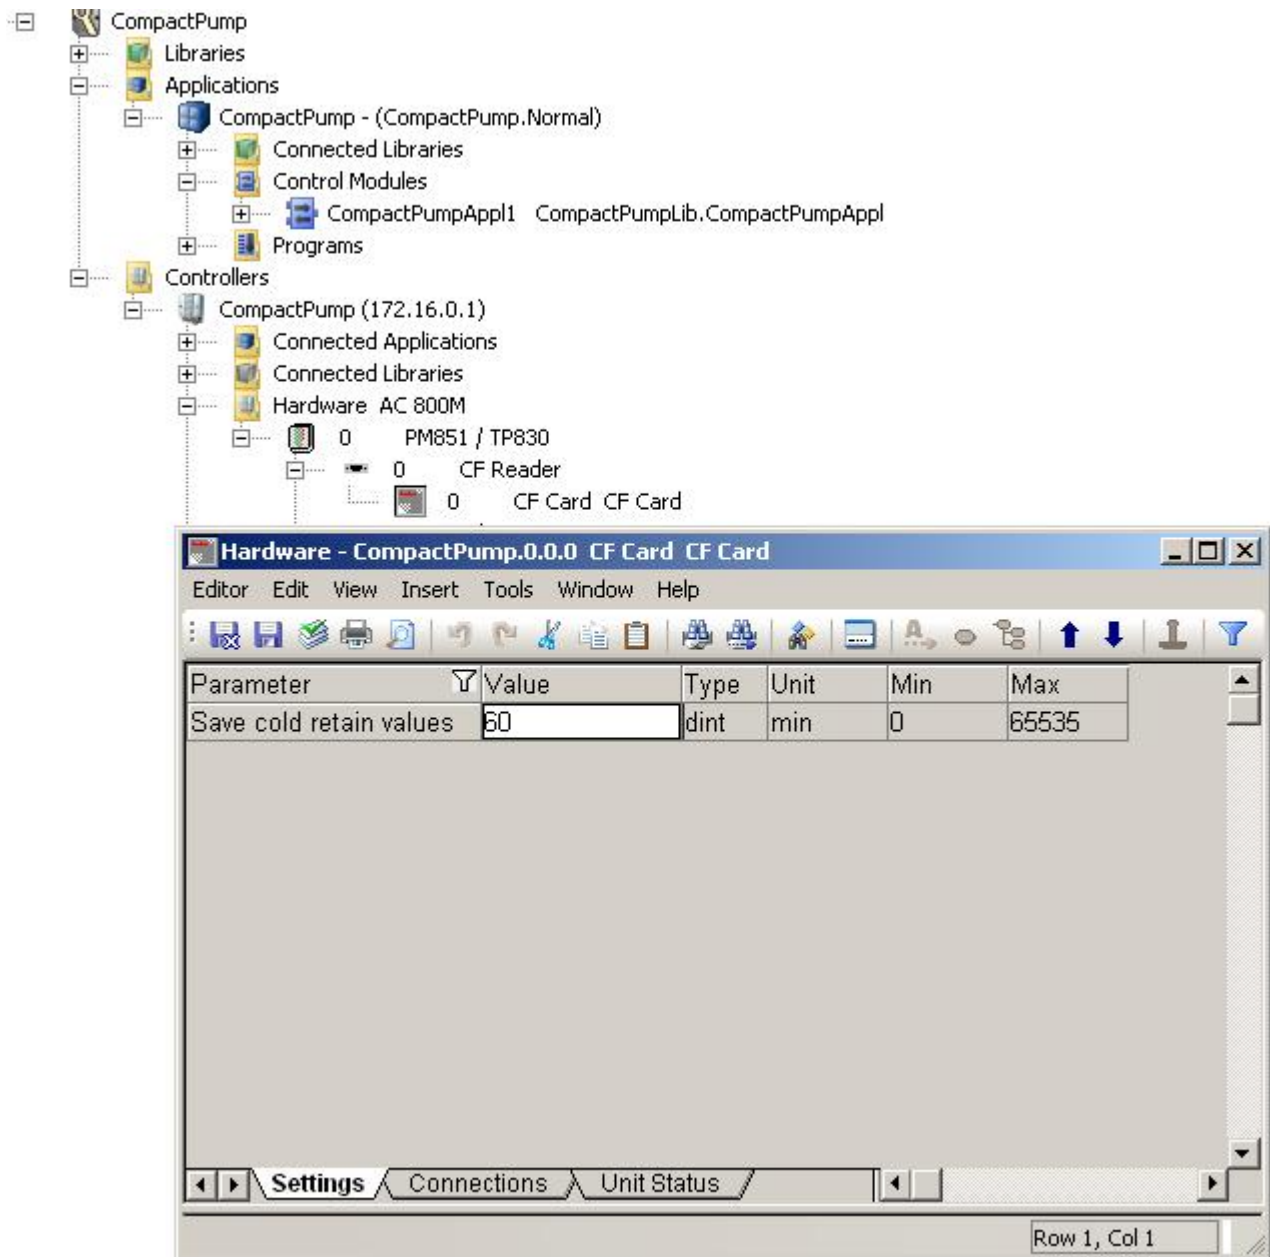 CompactPump
Libraries
Applications
CompactPump - (CompactPump.Normal)
Connected Libraries
Control Modules
CompactPumpAppl1 CompactPumpLib.CompactPumpAppl
Programs
Controllers
CompactPump (172.16.0.1)
Connected Applications
Connected Libraries
Hardware AC 800M
0 PM851 / TP830
0 CF Reader
0 CF Card CF Card
Hardware - CompactPump.0.0.0 CF Card CF Card
Editor Edit View Insert Tools Window Help
Parameter Value Type Unit Min Max
Save cold retain values 60 dint min 0 65535
Settings Connections Unit Status
Row 1, Col 1